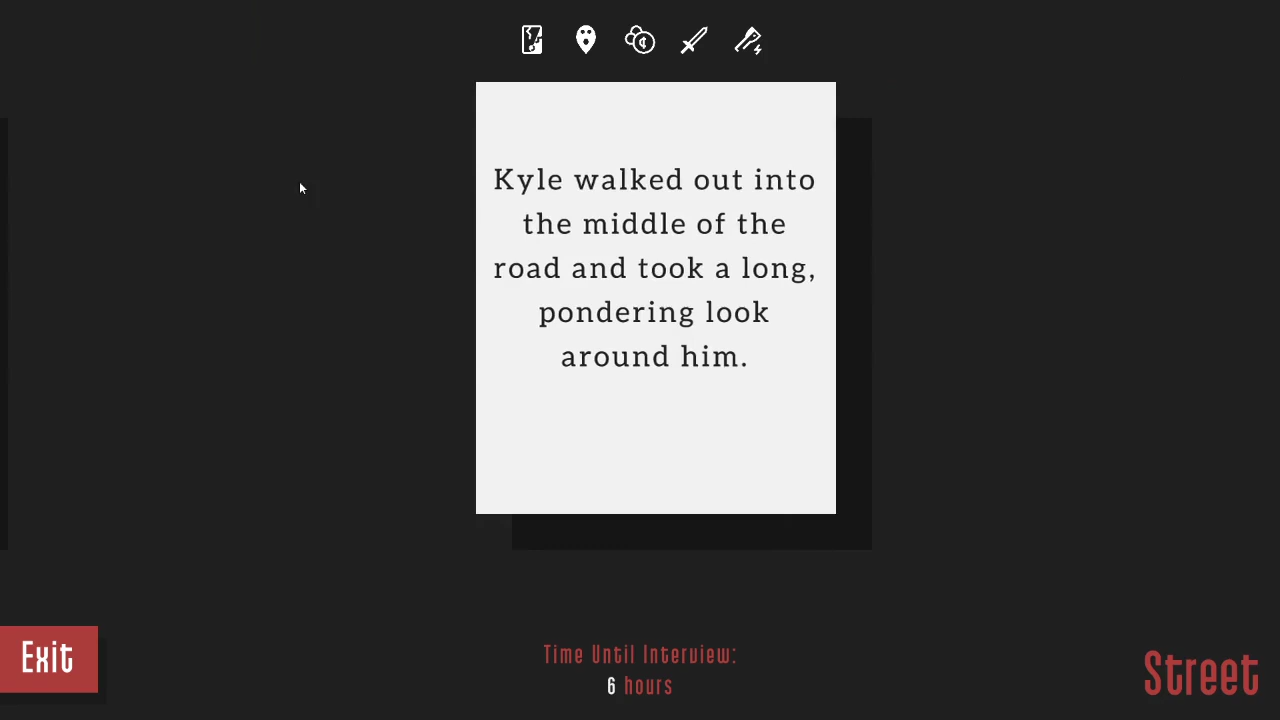 Kyle walked out into
the middle of the
road and took a long,
pondering look
around him.
Exit
Time Until Interview:
6 hours
Street